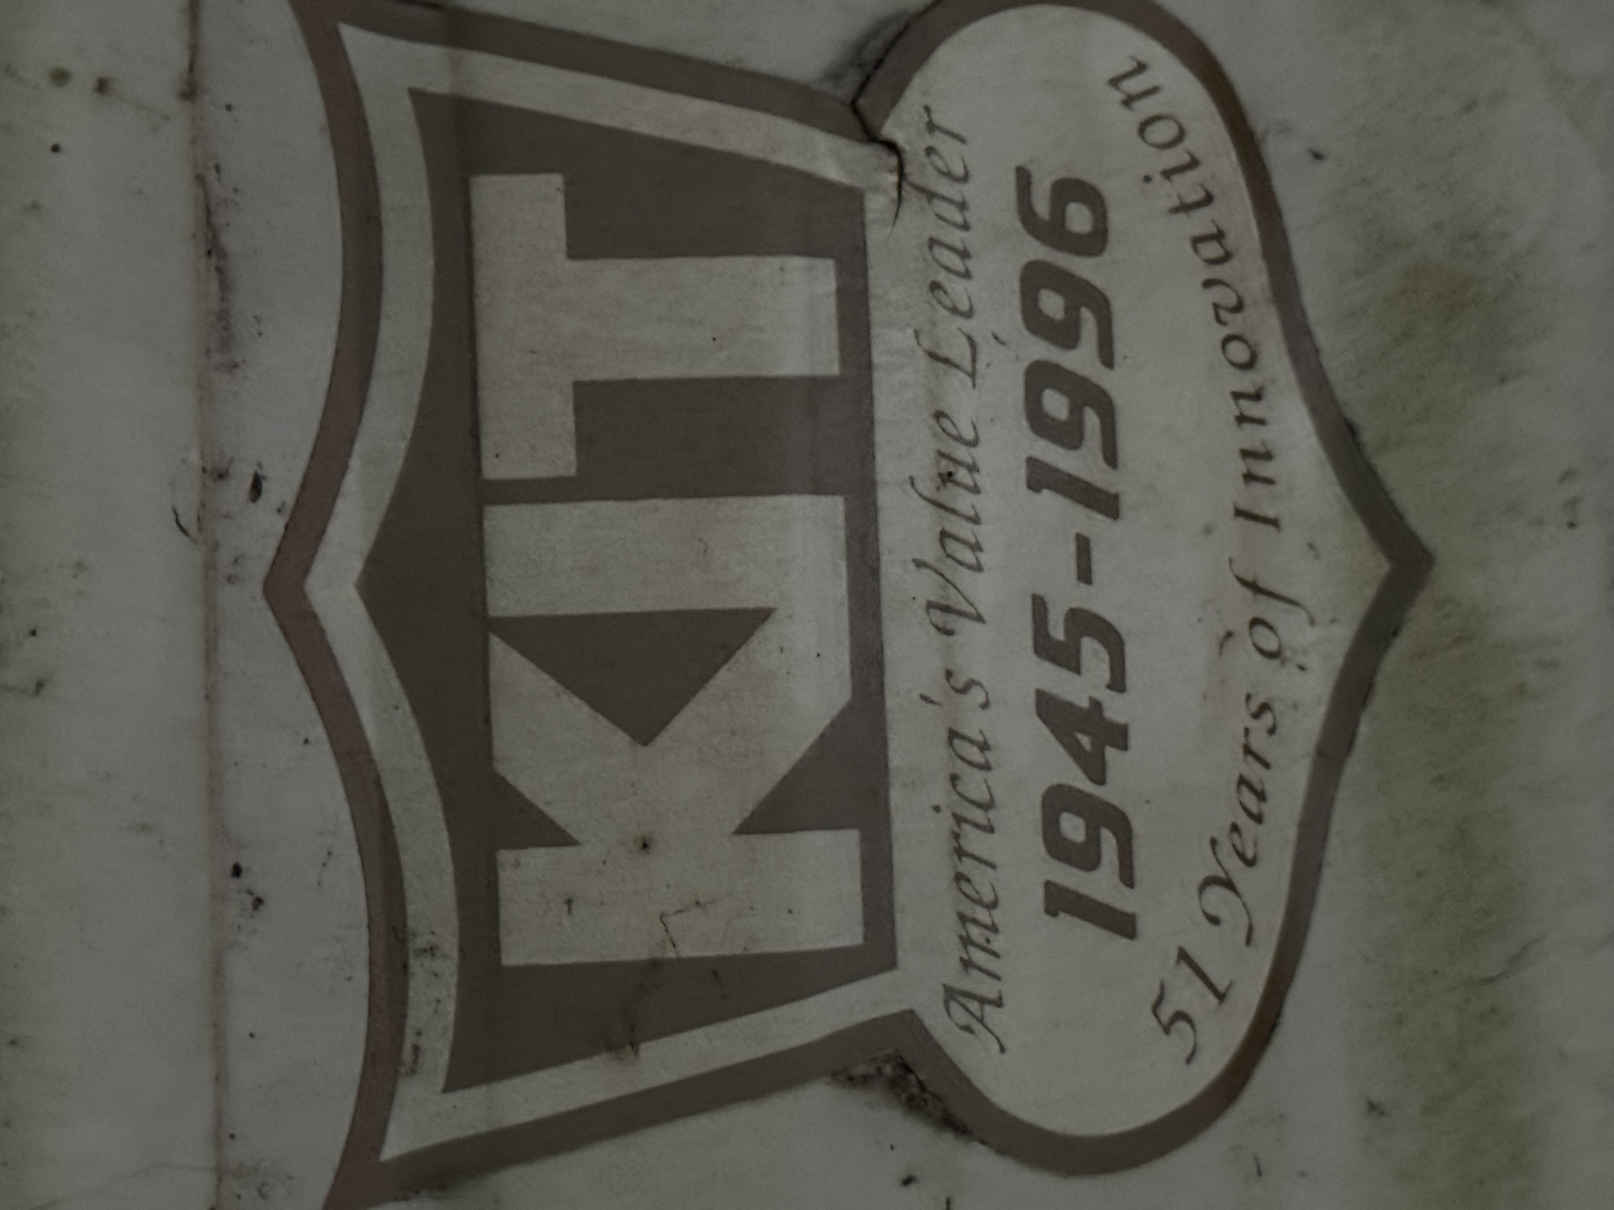 KIT
America's Value Leader
1945-1996
51 Years of Innovation